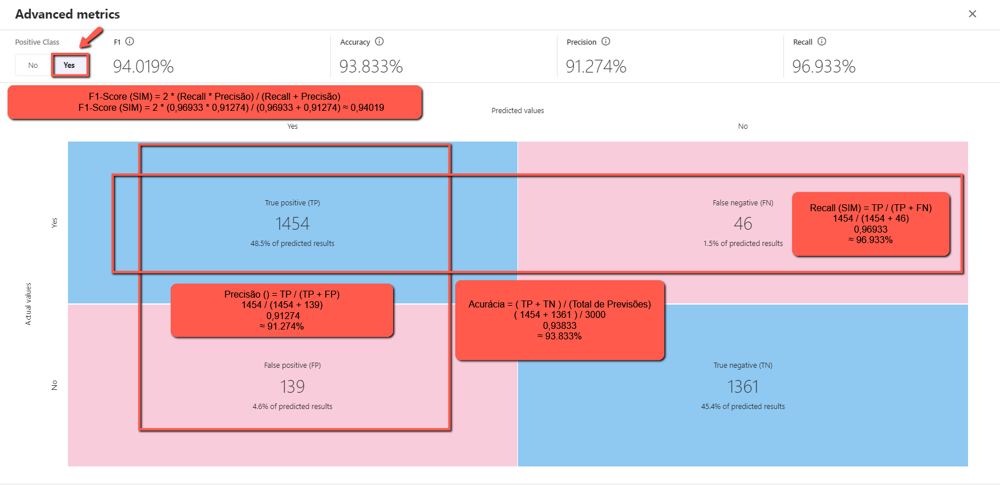 Advanced metrics
Positive Class
No
Yes
F1
94.019%
Accuracy
93.833%
Precision
91.274%
Recall
96.933%
F1-Score (SIM) = 2 * (Recall * Precisão) / (Recall + Precisão)
F1-Score (SIM) = 2 * (0,96933 * 0,91274) / (0,96933 + 0,91274) ≈ 0,94019
Predicted values
Yes
No
Actual values
Yes
True positive (TP)
1454
48.5% of predicted results
False negative (FN)
46
1.5% of predicted results
Recall (SIM) = TP / (TP + FN)
1454 / (1454 + 46)
0,96933
≈ 96.933%
Precisão () = TP / (TP + FP)
1454 / (1454 + 139)
0,91274
≈ 91.274%
Acurácia = ( TP + TN ) / (Total de Previsões)
( 1454 + 1361 ) / 3000
0,93833
≈ 93.833%
No
False positive (FP)
139
4.6% of predicted results
True negative (TN)
1361
45.4% of predicted results